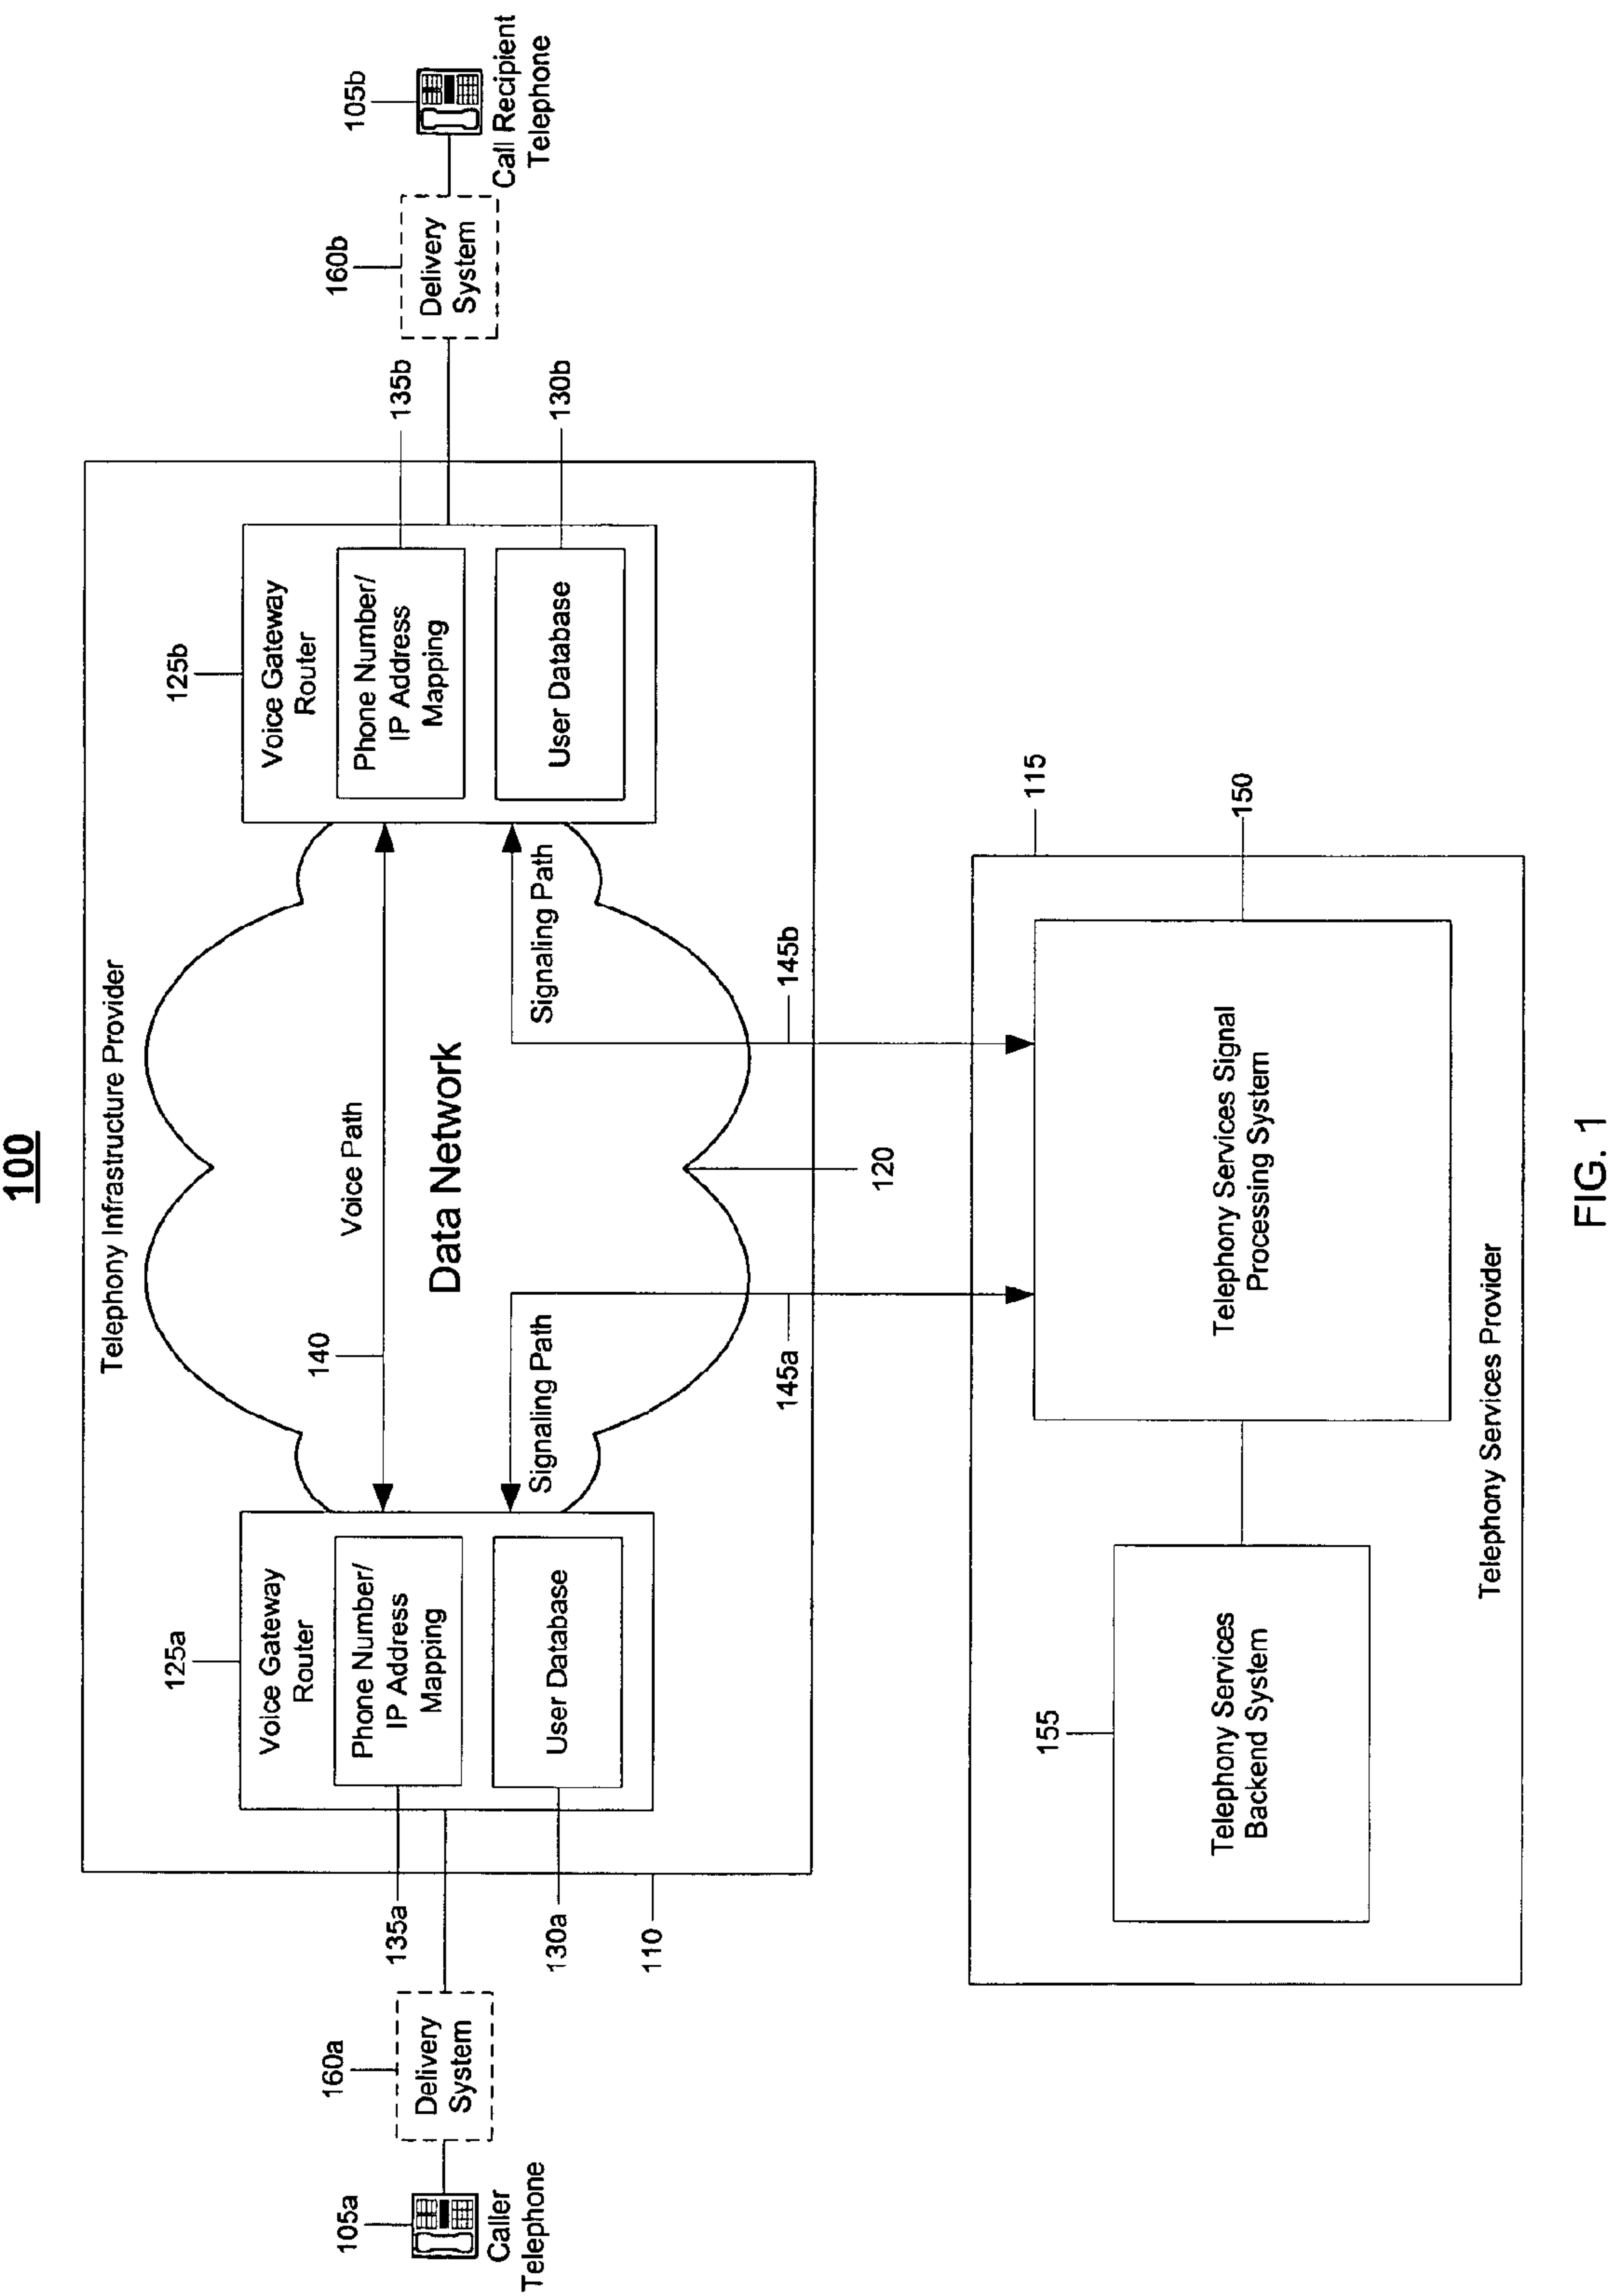 100
Telephony Infrastructure Provider
125a
Voice Gateway
Router
Phone Number/
IP Address
Mapping
User Database
135a
130a
110
160a
Delivery
System
105a
Caller
Telephone
140
Voice Path
Data Network
Signaling Path
145a
120
Signaling Path
145b
125b
Voice Gateway
Router
Phone Number/
IP Address
Mapping
User Database
135b
130b
160b
Delivery
System
105b
Call Recipient
Telephone
115
150
Telephony Services Signal
Processing System
155
Telephony Services
Backend System
Telephony Services Provider
FIG. 1